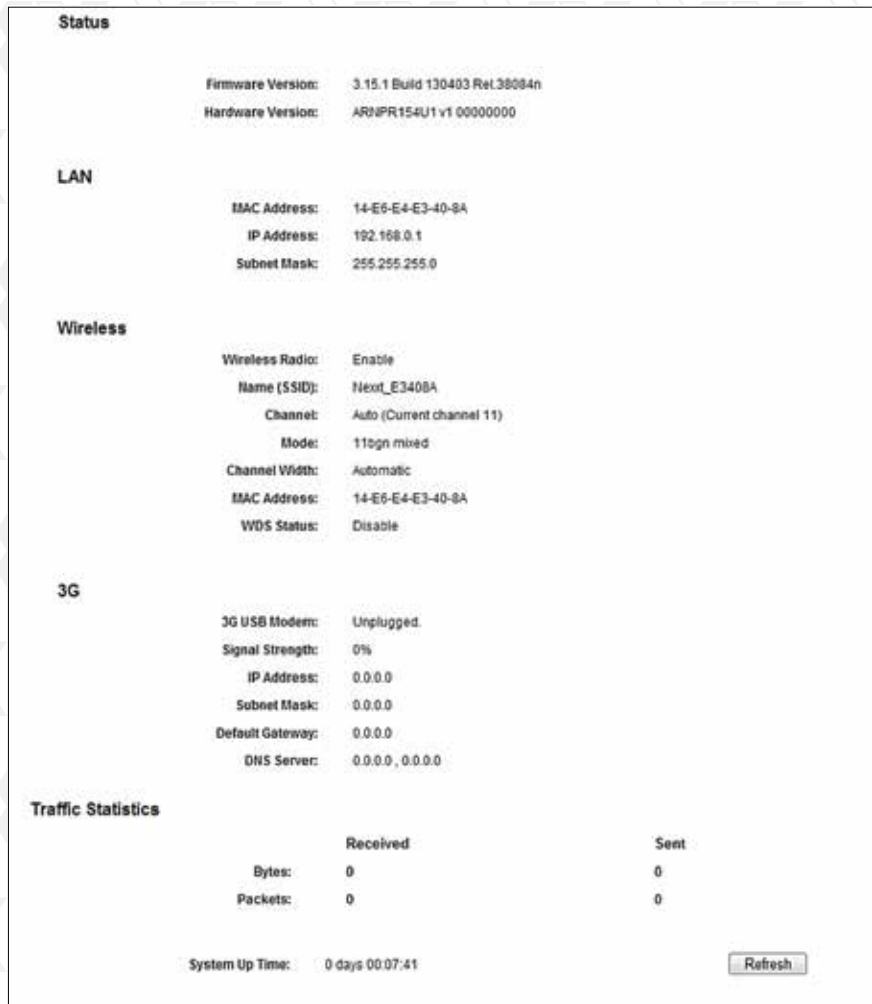 Status
Firmware Version: 3.15.1 Build 130403 Rel.38084n
Hardware Version: ARNPR154U1 v1 00000000
LAN
MAC Address: 14-E6-E4-E3-40-8A
IP Address: 192.168.0.1
Subnet Mask: 255.255.255.0
Wireless
Wireless Radio: Enable
Name (SSID): Nexxt_E3408A
Channel: Auto (Current channel 11)
Mode: 11bgn mixed
Channel Width: Automatic
MAC Address: 14-E6-E4-E3-40-8A
WDS Status: Disable
3G
3G USB Modem: Unplugged.
Signal Strength: 0%
IP Address: 0.0.0.0
Subnet Mask: 0.0.0.0
Default Gateway: 0.0.0.0
DNS Server: 0.0.0.0 , 0.0.0.0
Traffic Statistics
Received Sent
Bytes: 0 0
Packets: 0 0
System Up Time: 0 days 00:07:41 Refresh